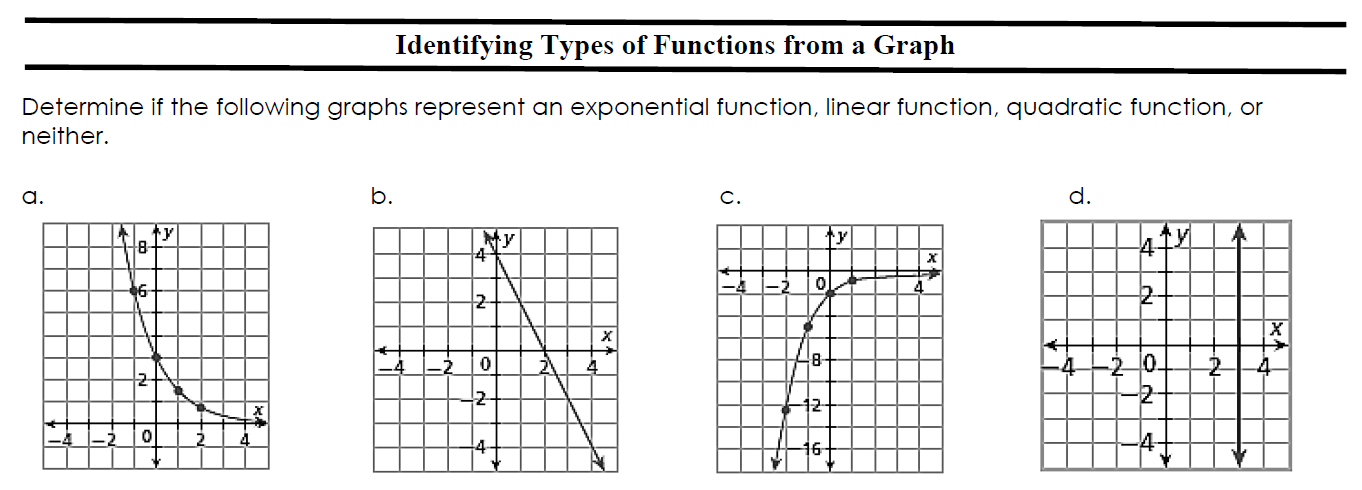 Identifying Types of Functions from a Graph
Determine if the following graphs represent an exponential function, linear function, quadratic function, or
neither.
a. b. c. d.
y
8
6
2
x
-4 -2 0 2 4
y
4
2
x
-4 -2 0 2 4
-2
-4
y
x
-4 -2 0 4
-8
-12
-16
y
4
2
x
-4 -2 0 2 4
-2
-4